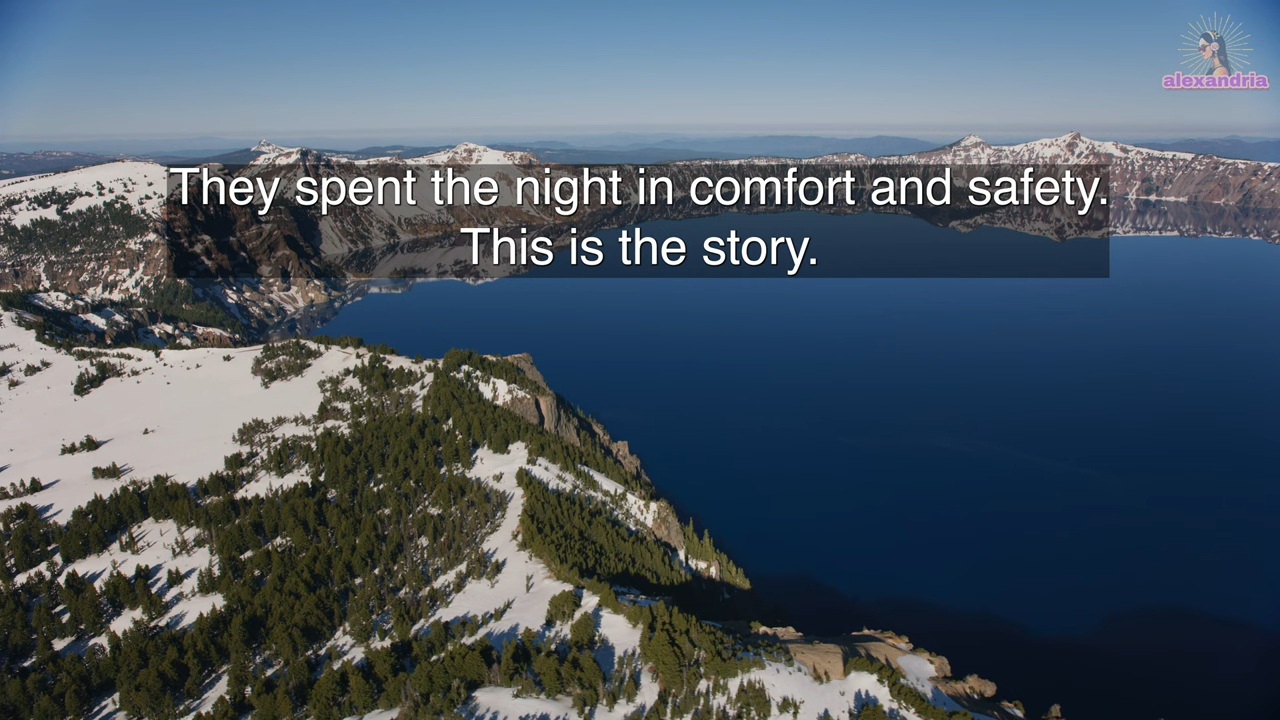 alexandria
They spent the night in comfort and safety.
This is the story.